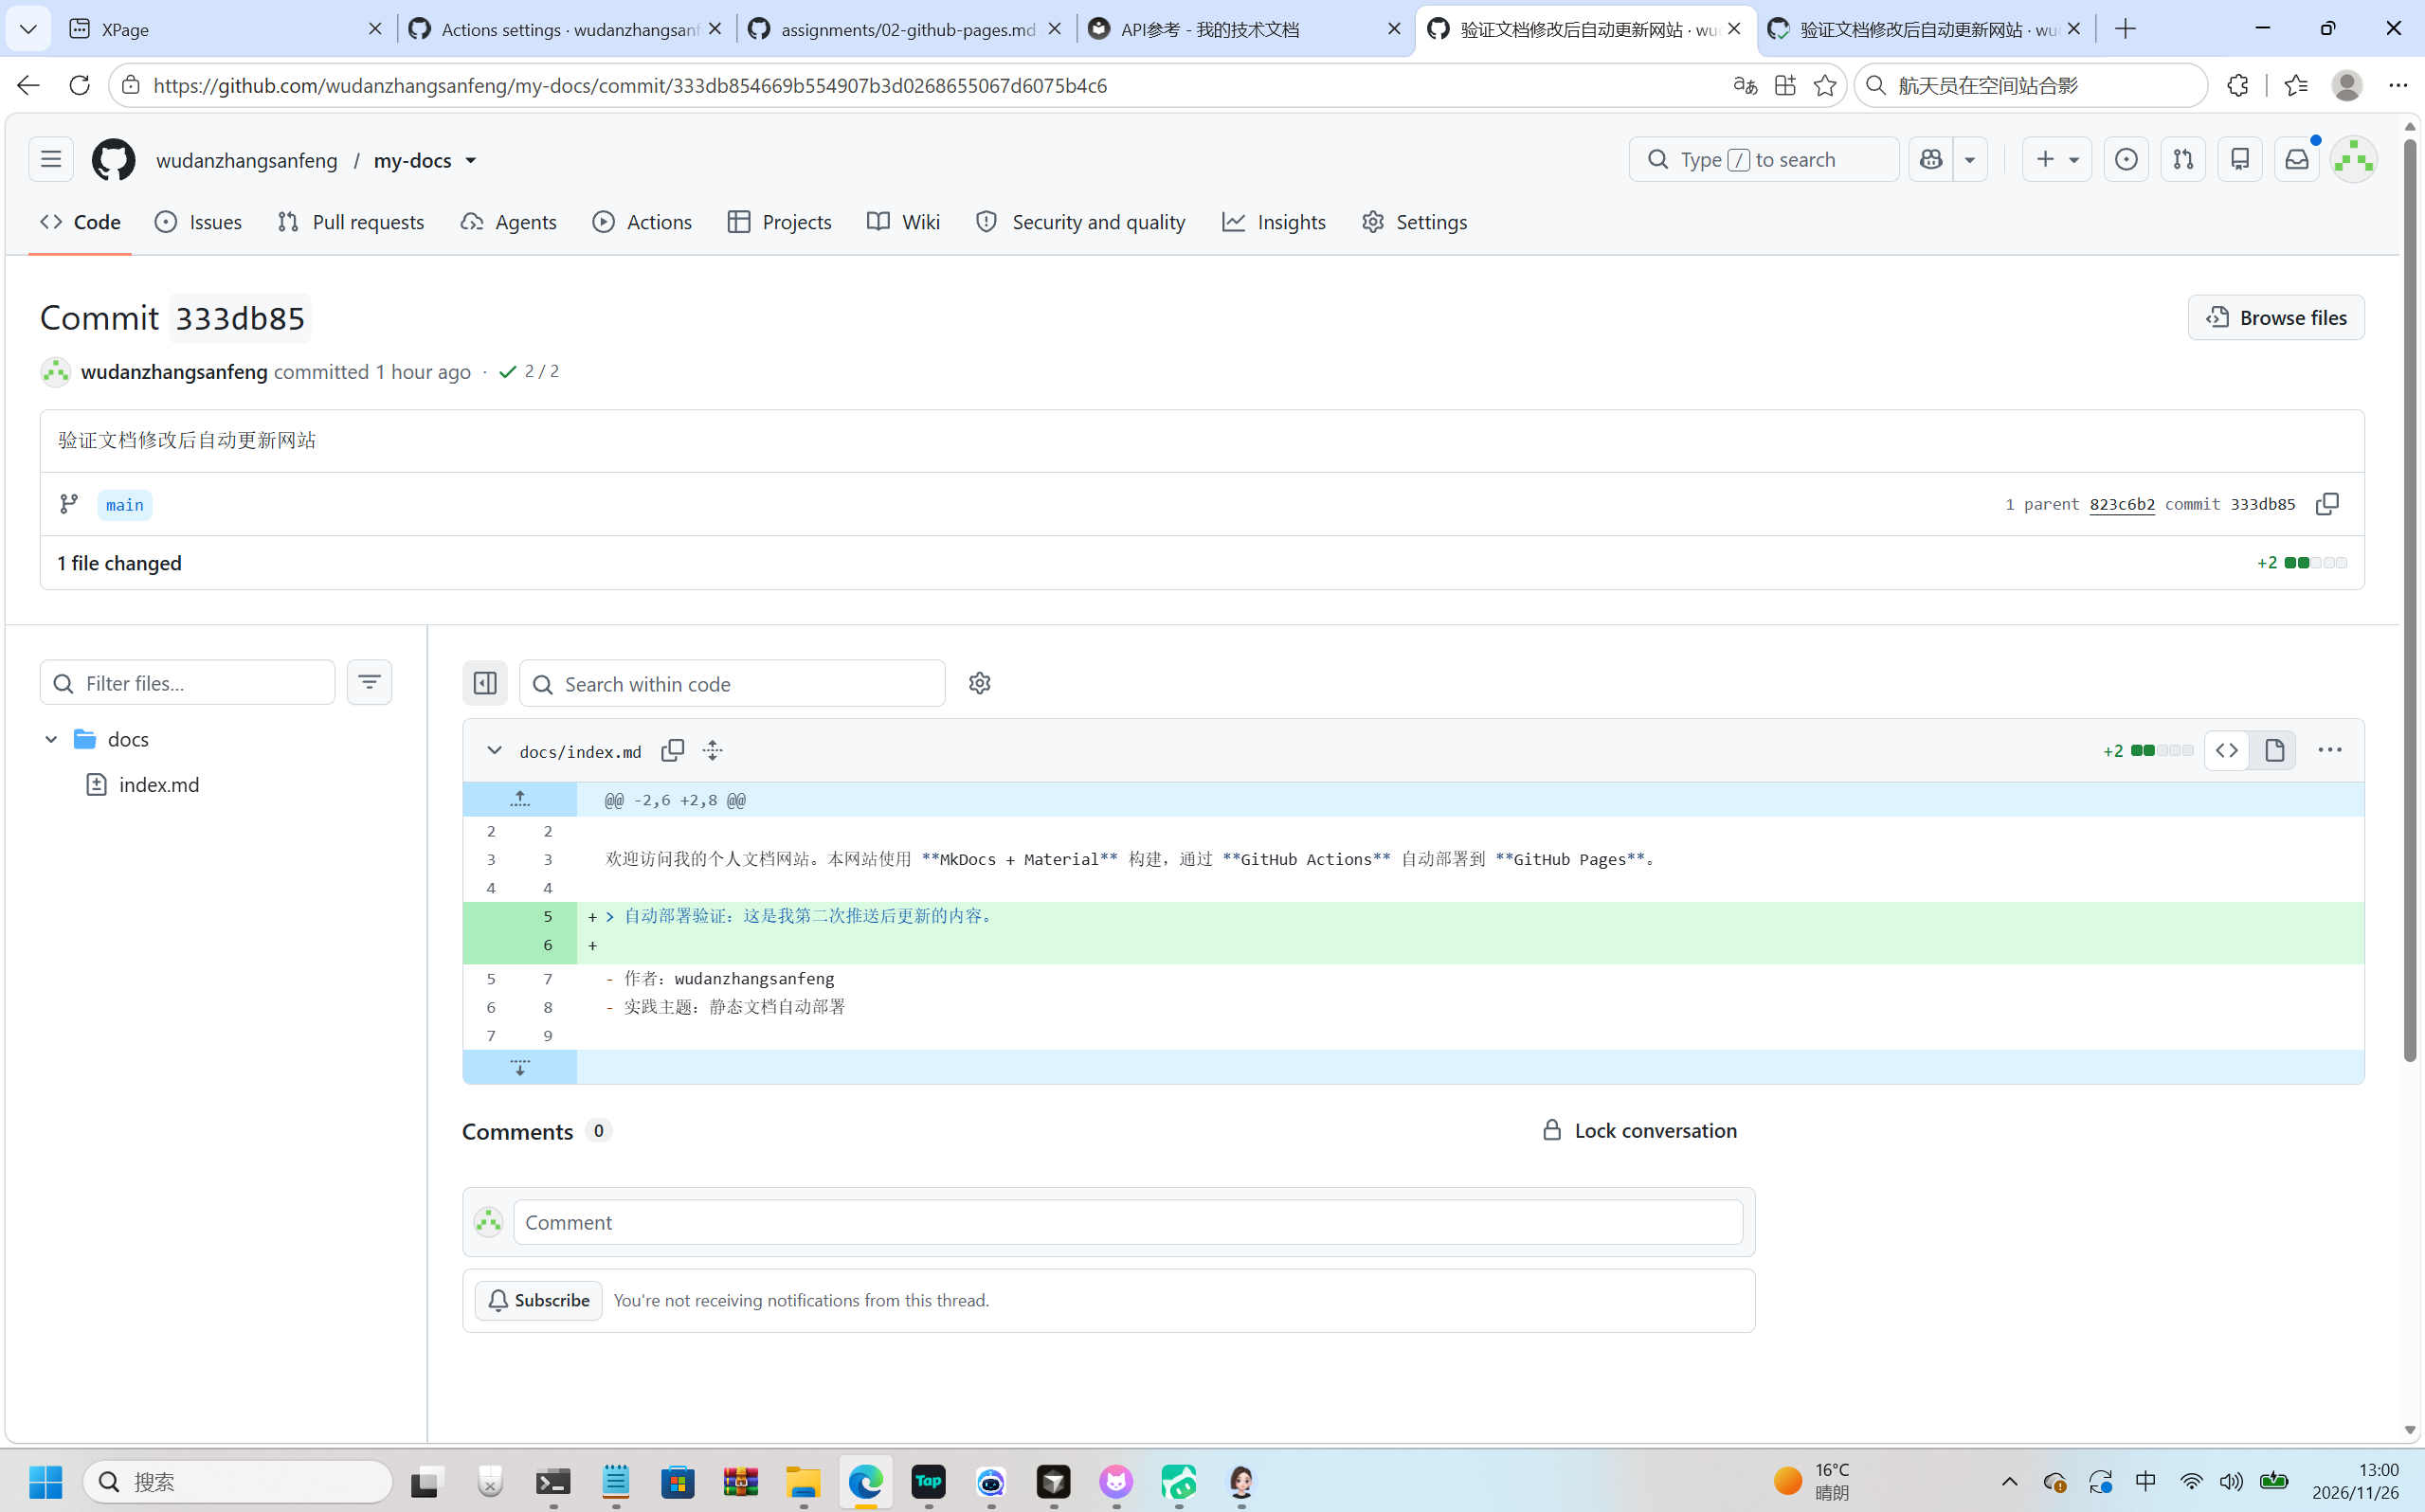 XPage
Actions settings · wudanzhangsanf
assignments/02-github-pages.md
API参考 - 我的技术文档
验证文档修改后自动更新网站 · wu
验证文档修改后自动更新网站 · wu
https://github.com/wudanzhangsanfeng/my-docs/commit/333db854669b554907b3d0268655067d6075b4c6
航天员在空间站合影
wudanzhangsanfeng / my-docs
Type / to search
Code
Issues
Pull requests
Agents
Actions
Projects
Wiki
Security and quality
Insights
Settings
Commit 333db85
Browse files
wudanzhangsanfeng committed 1 hour ago · 2 / 2
验证文档修改后自动更新网站
main
1 parent 823c6b2 commit 333db85
1 file changed
+2
Filter files...
Search within code
docs
index.md
docs/index.md
+2
@@ -2,6 +2,8 @@
2 2
3 3 欢迎访问我的个人文档网站。本网站使用 **MkDocs + Material** 构建，通过 **GitHub Actions** 自动部署到 **GitHub Pages**。
4 4
5 + > 自动部署验证：这是我第二次推送后更新的内容。
6 +
5 7 - 作者：wudanzhangsanfeng
6 8 - 实践主题：静态文档自动部署
7 9
Comments 0
Lock conversation
Comment
Subscribe You're not receiving notifications from this thread.
搜索
Tap
16°C
晴朗
中
13:00
2026/11/26